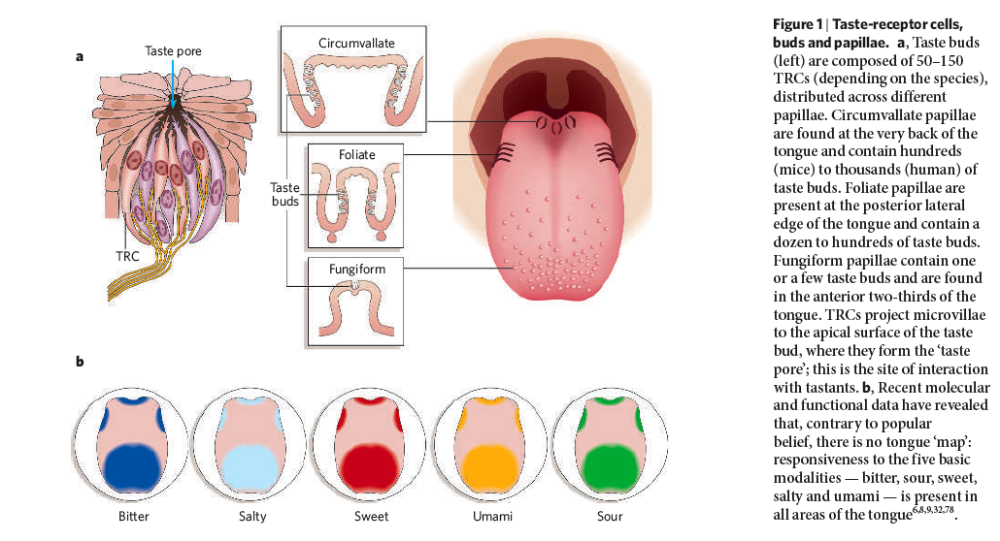 a
Taste pore
TRC
Circumvallate
Foliate
Taste
buds
Fungiform
b
Bitter
Salty
Sweet
Umami
Sour
Figure 1 | Taste-receptor cells,
buds and papillae. a, Taste buds
(left) are composed of 50–150
TRCs (depending on the species),
distributed across different
papillae. Circumvallate papillae
are found at the very back of the
tongue and contain hundreds
(mice) to thousands (human) of
taste buds. Foliate papillae are
present at the posterior lateral
edge of the tongue and contain a
dozen to hundreds of taste buds.
Fungiform papillae contain one
or a few taste buds and are found
in the anterior two-thirds of the
tongue. TRCs project microvillae
to the apical surface of the taste
bud, where they form the ‘taste
pore’; this is the site of interaction
with tastants. b, Recent molecular
and functional data have revealed
that, contrary to popular
belief, there is no tongue ‘map’:
responsiveness to the five basic
modalities — bitter, sour, sweet,
salty and umami — is present in
all areas of the tongue6,8,9,32,78.